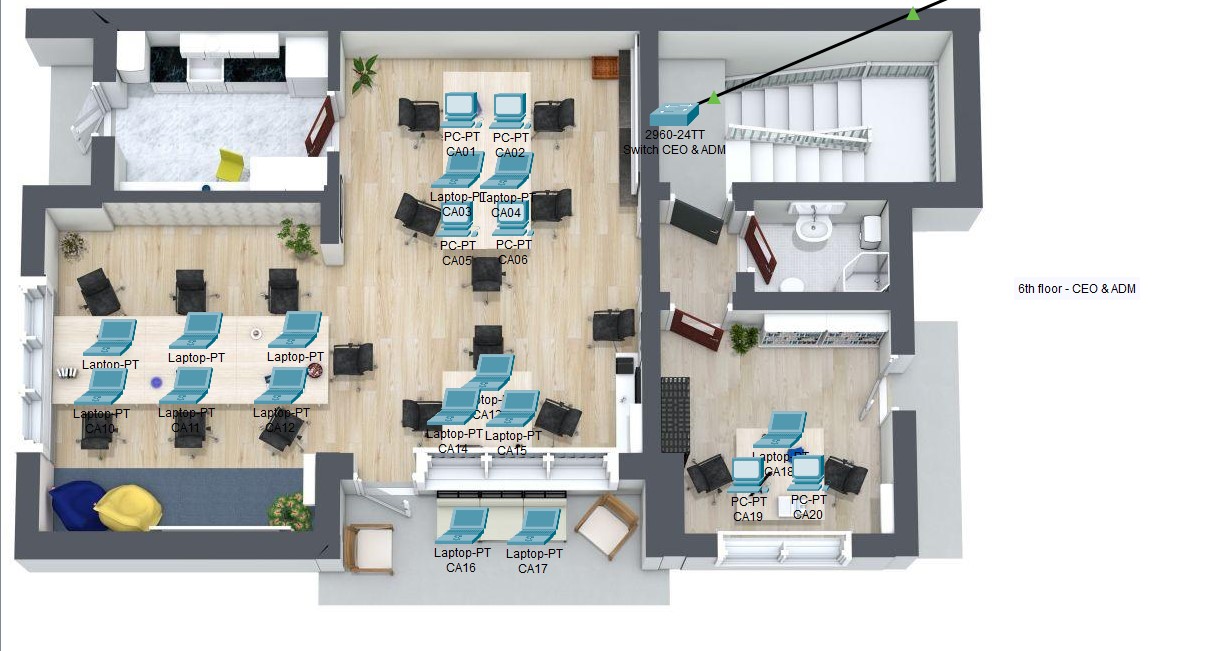 2960-24TT
Switch CEO & ADM
PC-PT
CA01
PC-PT
CA02
Laptop-PT
CA03
Laptop-PT
CA04
PC-PT
CA05
PC-PT
CA06
6th floor - CEO & ADM
Laptop-PT
Laptop-PT
Laptop-PT
Laptop-PT
CA10
Laptop-PT
CA11
Laptop-PT
CA12
Laptop-PT
CA14
Laptop-PT
CA15
CA18
PC-PT
CA19
PC-PT
CA20
Laptop-PT
CA16
Laptop-PT
CA17